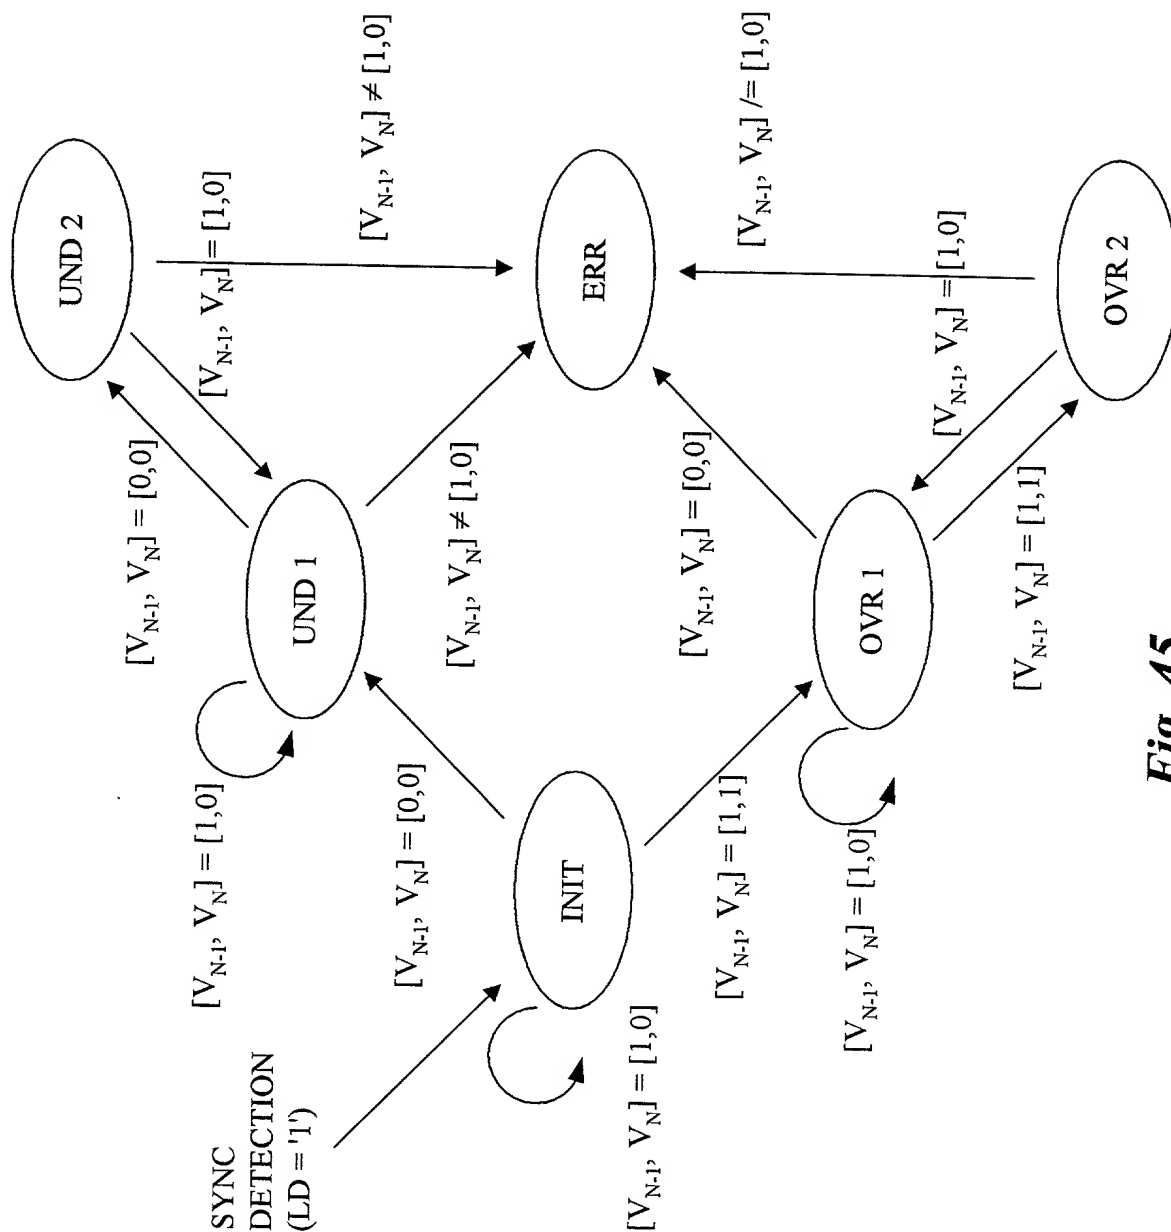 SYNC
DETECTION
(LD = '1')
[V_{N-1}, V_N] = [1,0]
INIT
[V_{N-1}, V_N] = [0,0]
[V_{N-1}, V_N] = [1,1]
[V_{N-1}, V_N] = [1,0]
UND 1
[V_{N-1}, V_N] = [0,0]
[V_{N-1}, V_N] ≠ [1,0]
[V_{N-1}, V_N] = [1,0]
OVR 1
[V_{N-1}, V_N] = [0,0]
[V_{N-1}, V_N] = [1,1]
UND 2
[V_{N-1}, V_N] = [1,0]
[V_{N-1}, V_N] ≠ [1,0]
ERR
[V_{N-1}, V_N] /= [1,0]
[V_{N-1}, V_N] = [1,0]
OVR 2
Fig. 45